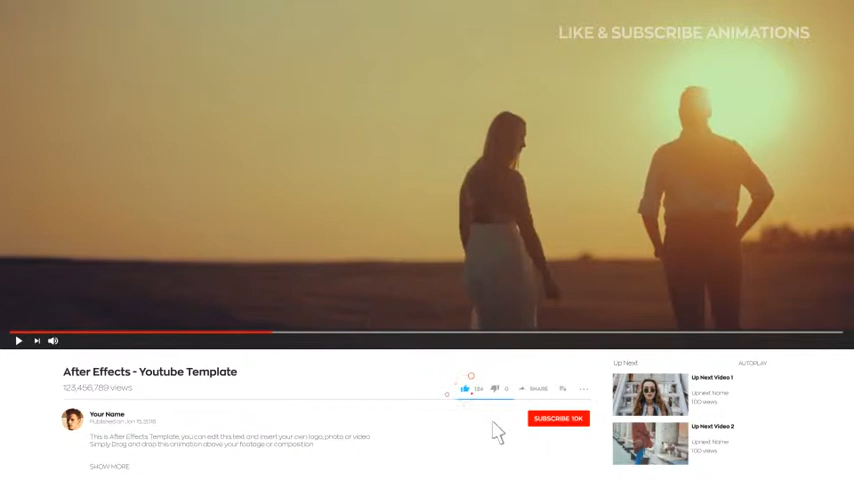 LIKE & SUBSCRIBE ANIMATIONS
After Effects - Youtube Template
123,456,789 views
184
0
SHARE
Your Name
Published on Jan 19, 2018
SUBSCRIBE 10K
This is After Effects Template, you can edit this text and insert your own logo, photo or video
Simply Drag and drop this animation above your footage or composition
SHOW MORE
Up Next
AUTOPLAY
Up Next Video 1
Upnext Name
100 views
Up Next Video 2
Upnext Name
100 views